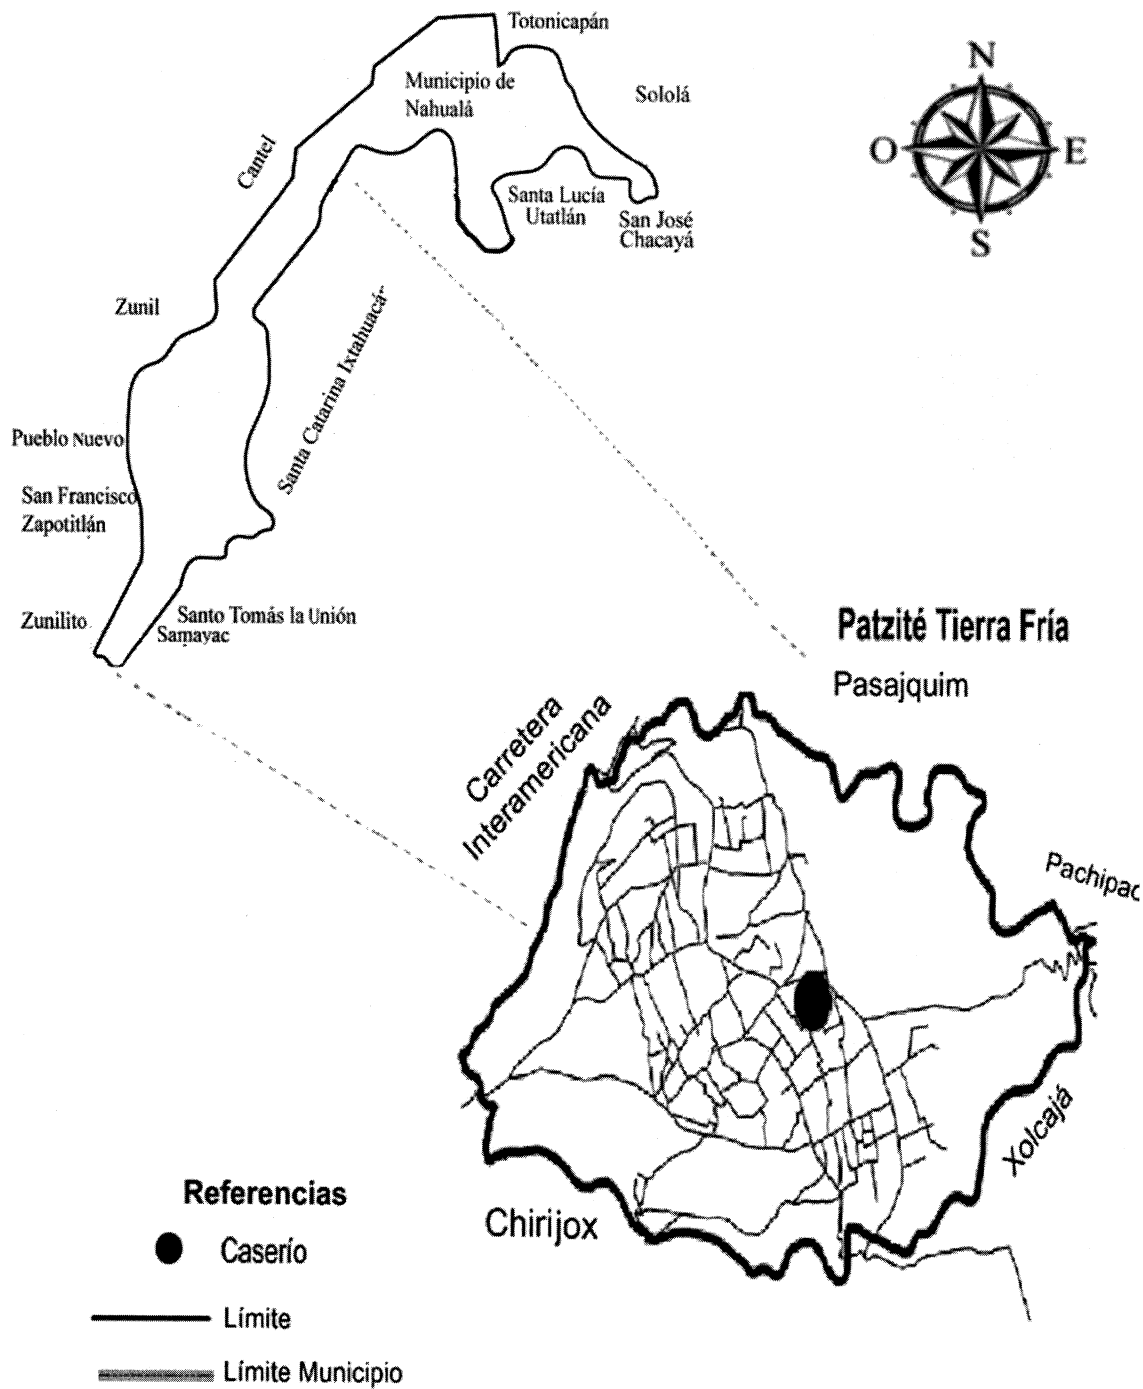 Totonicapán
Municipio de
Nahualá
Sololá
N
O
E
S
Cantel
Santa Lucía
Utatlán
San José
Chacayá
Zunil
Santa Catarina Ixtahuacá
Pueblo Nuevo
San Francisco
Zapotitlán
Zunilito
Santo Tomás la Unión
Samayac
Patzité Tierra Fría
Pasajquim
Carretera
Interamericana
Pachipac
Xolcajá
Chirijox
Referencias
Caserío
Límite
Límite Municipio